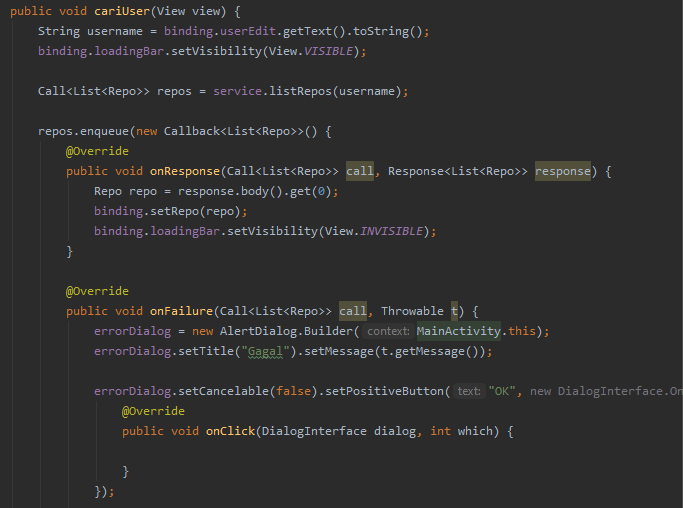 public void cariUser(View view) {
String username = binding.userEdit.getText().toString();
binding.loadingBar.setVisibility(View.VISIBLE);
Call<List<Repo>> repos = service.listRepos(username);
repos.enqueue(new Callback<List<Repo>>() {
@Override
public void onResponse(Call<List<Repo>> call, Response<List<Repo>> response) {
Repo repo = response.body().get(0);
binding.setRepo(repo);
binding.loadingBar.setVisibility(View.INVISIBLE);
}
@Override
public void onFailure(Call<List<Repo>> call, Throwable t) {
errorDialog = new AlertDialog.Builder( context: MainActivity.this);
errorDialog.setTitle("Gagal").setMessage(t.getMessage());
errorDialog.setCancelable(false).setPositiveButton( text: "OK", new DialogInterface.On
@Override
public void onClick(DialogInterface dialog, int which) {
}
});